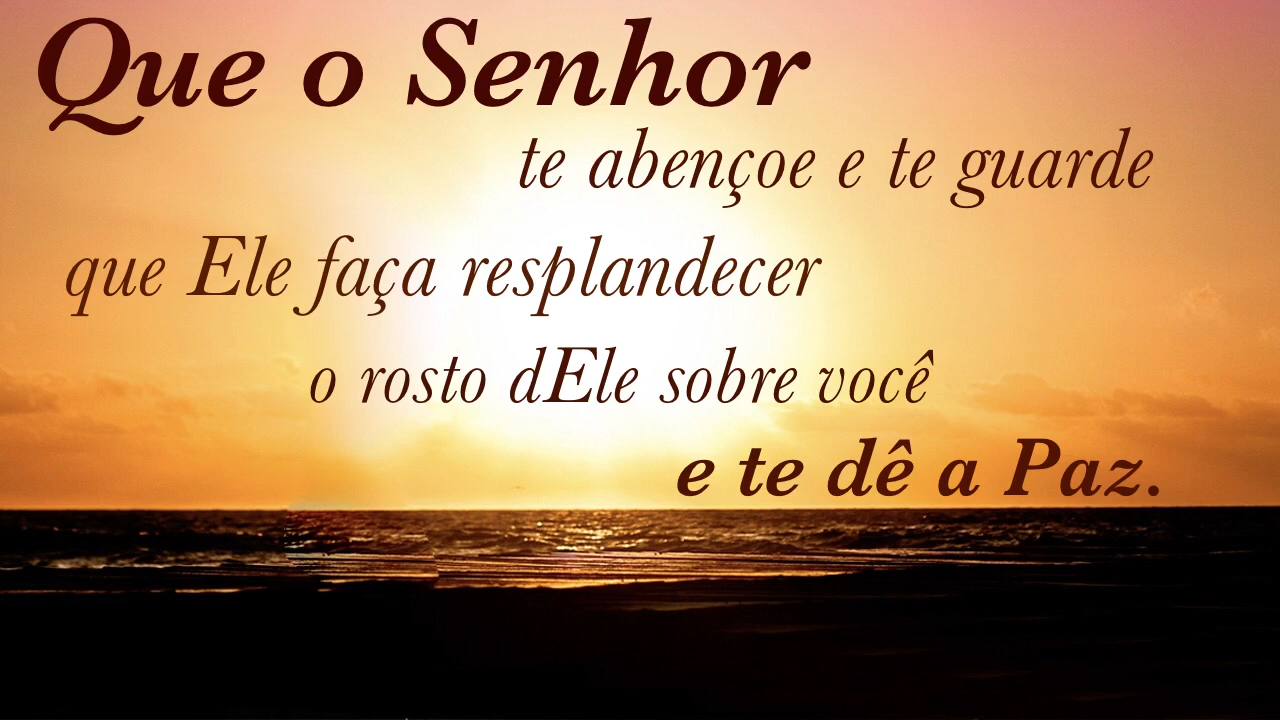 Que o Senhor
te abençoe e te guarde
que Ele faça resplandecer
o rosto dEle sobre você
e te dê a Paz.